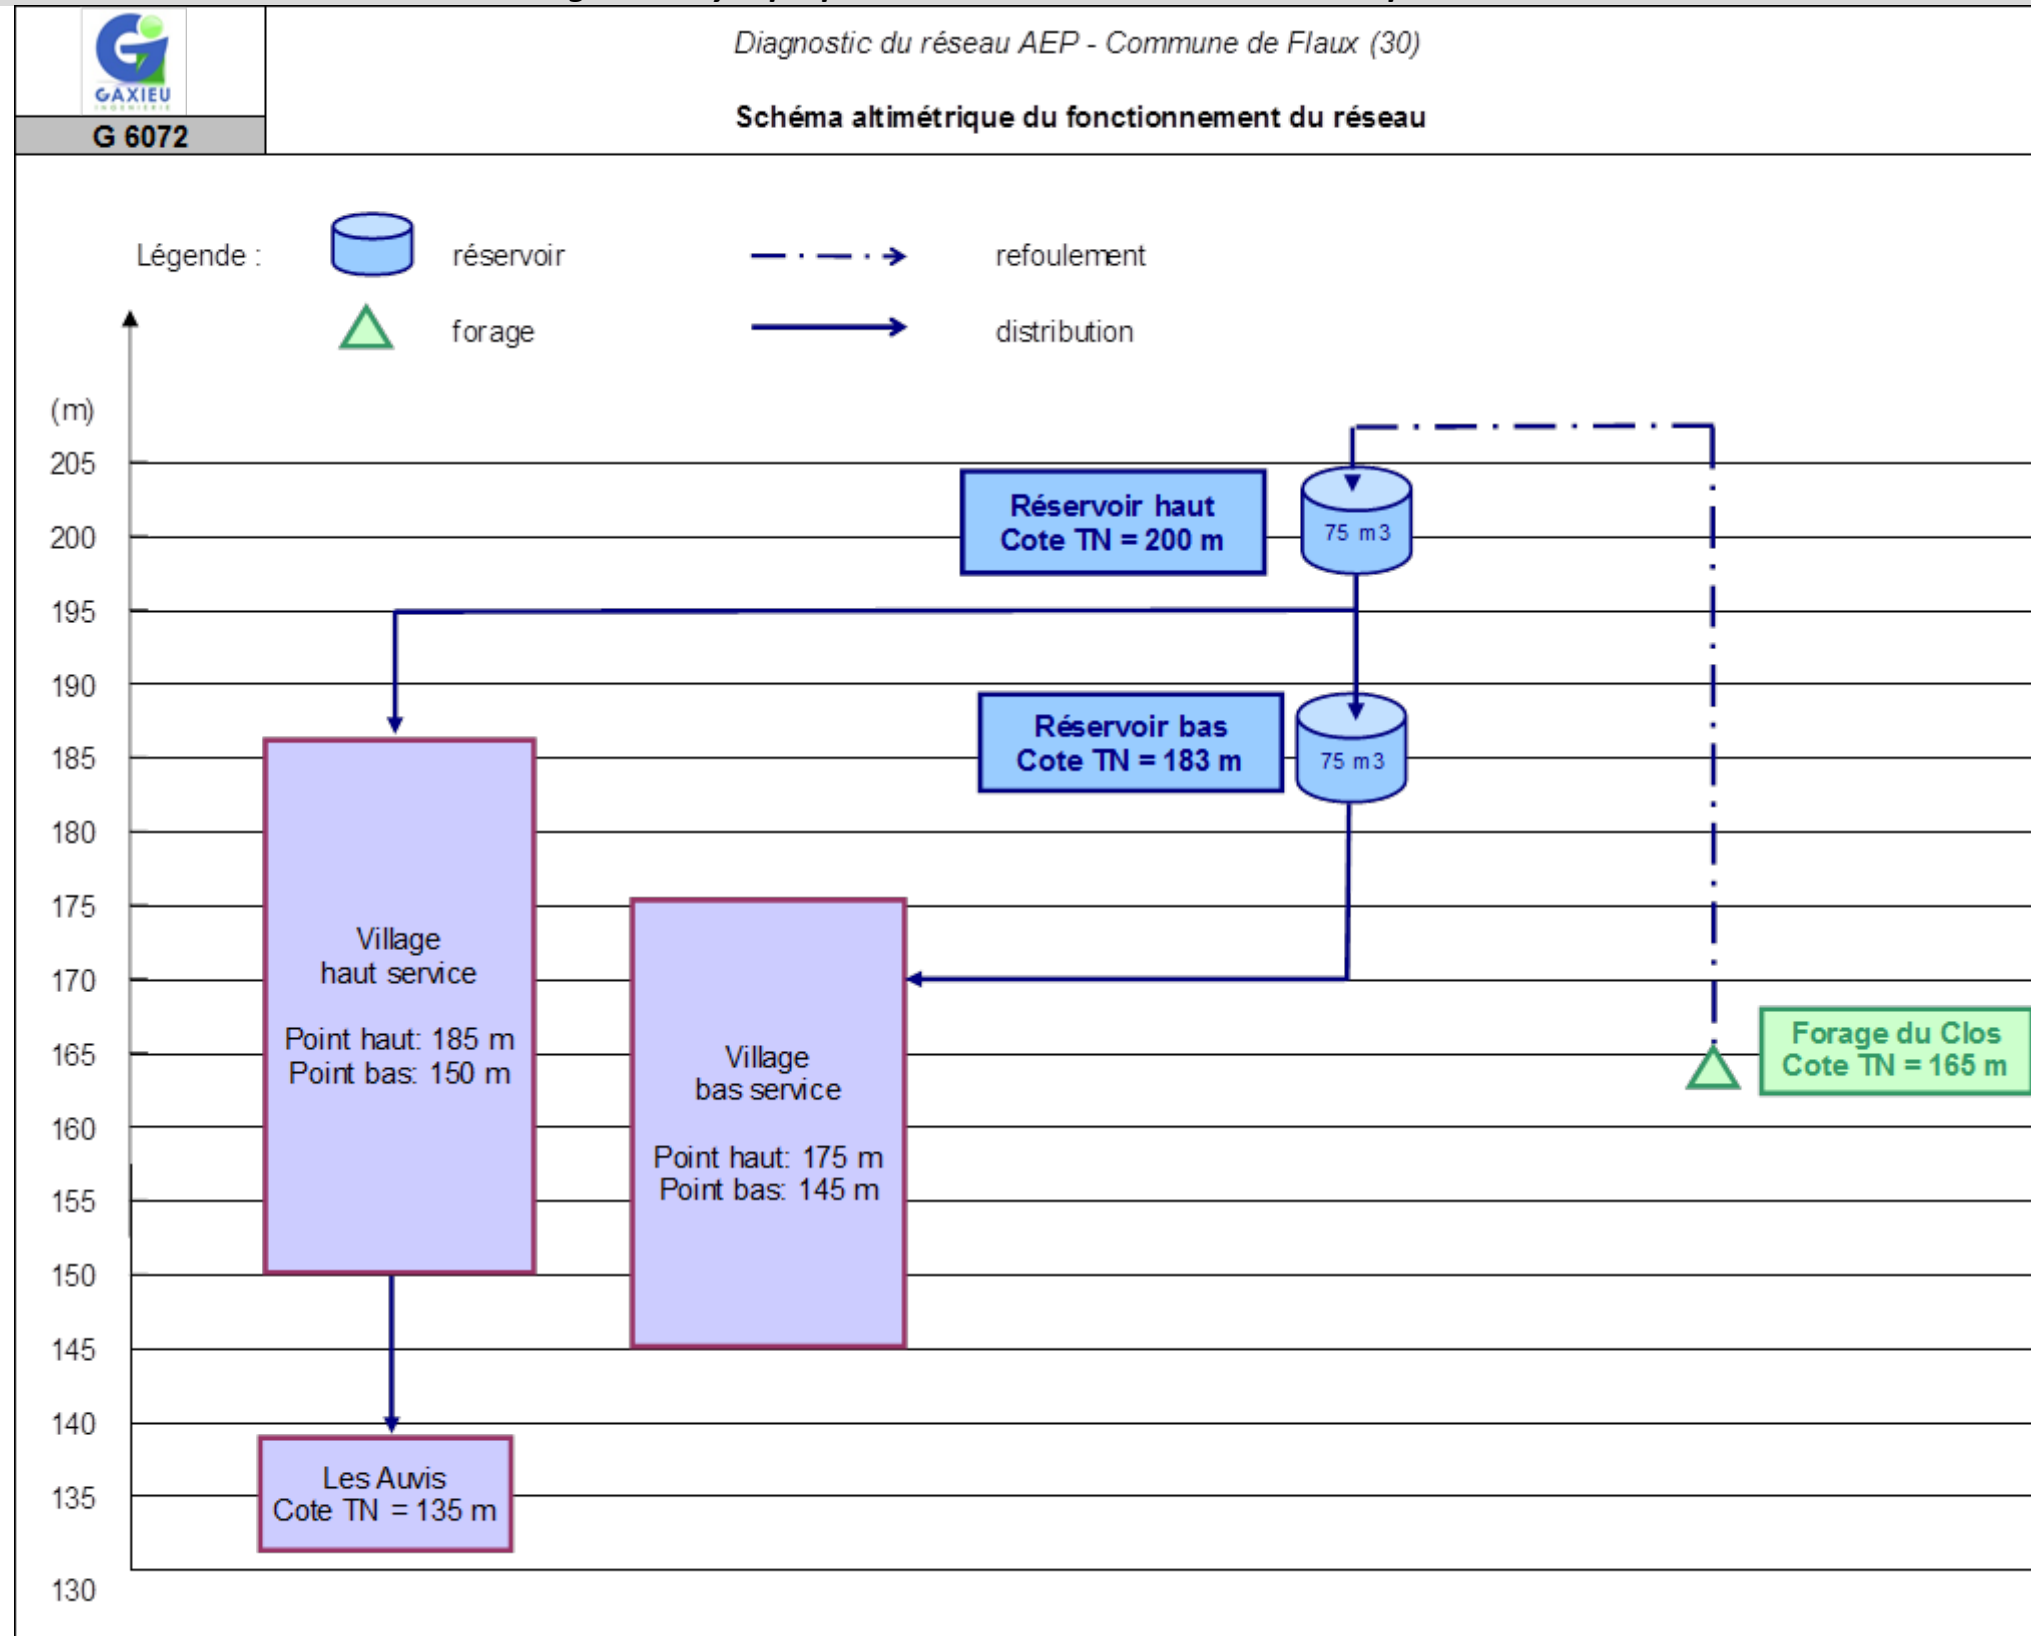 GAXIEU
INGENIERIE
G 6072
Diagnostic du réseau AEP - Commune de Flaux (30)
Schéma altimétrique du fonctionnement du réseau
Légende :
réservoir
refoulement
forage
distribution
(m)
205
200
195
190
185
180
175
170
165
160
155
150
145
140
135
130
Réservoir haut
Cote TN = 200 m
75 m3
Réservoir bas
Cote TN = 183 m
75 m3
Village
haut service
Point haut: 185 m
Point bas: 150 m
Village
bas service
Point haut: 175 m
Point bas: 145 m
Forage du Clos
Cote TN = 165 m
Les Auvis
Cote TN = 135 m